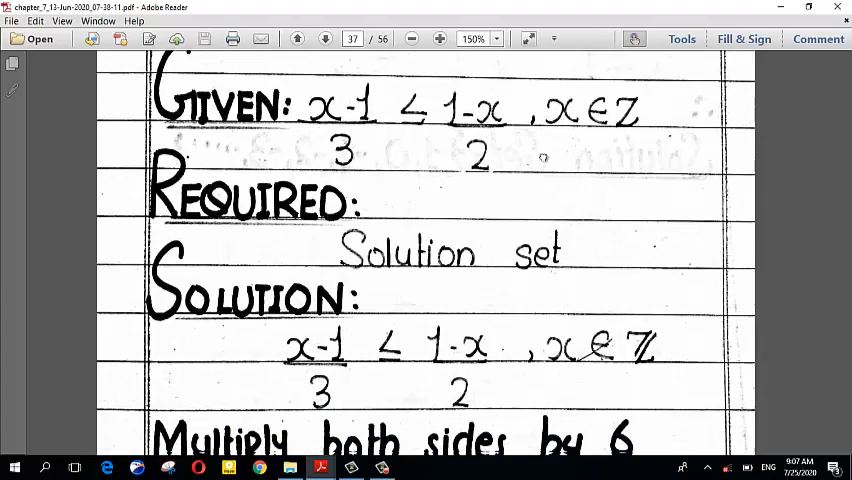 chapter_7_13-Jun-2020_07-38-11.pdf - Adobe Reader
File Edit View Window Help
Open 37 / 56 150% Tools Fill & Sign Comment
GIVEN: x-1 ≤ 1-x , x∈Z
3 2
REQUIRED:
Solution set
SOLUTION:
x-1 ≤ 1-x , x∈Z
3 2
Multiply both sides by 6
9:07 AM
ENG
7/25/2020
3